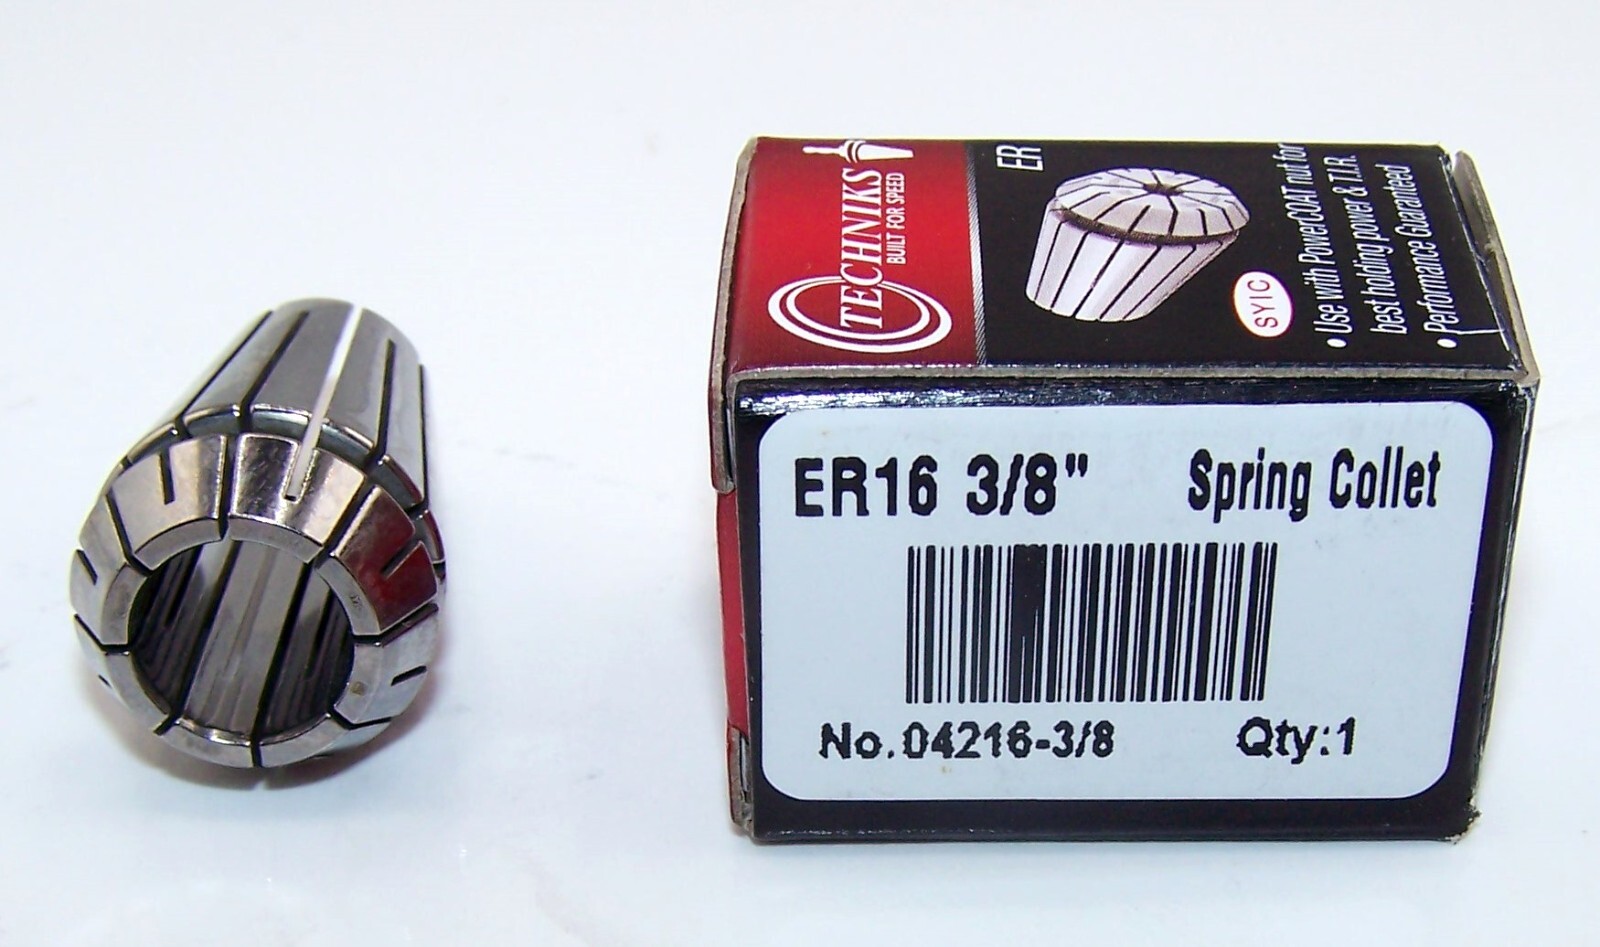 TECHNIKS
BUILT FOR SPEED
ER
SYIC
• Use with PowerCOAT nut for
best holding power & T.I.R.
• Performance Guaranteed
ER16 3/8" Spring Collet
No.04216-3/8 Qty:1